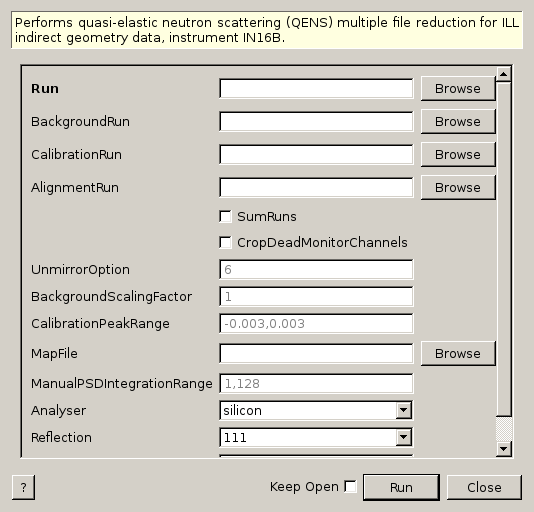 Performs quasi-elastic neutron scattering (QENS) multiple file reduction for ILL
indirect geometry data, instrument IN16B.
Run Browse
BackgroundRun Browse
CalibrationRun Browse
AlignmentRun Browse
SumRuns
CropDeadMonitorChannels
UnmirrorOption 6
BackgroundScalingFactor 1
CalibrationPeakRange -0.003,0.003
MapFile Browse
ManualPSDIntegrationRange 1,128
Analyser silicon
Reflection 111
? Keep Open Run Close